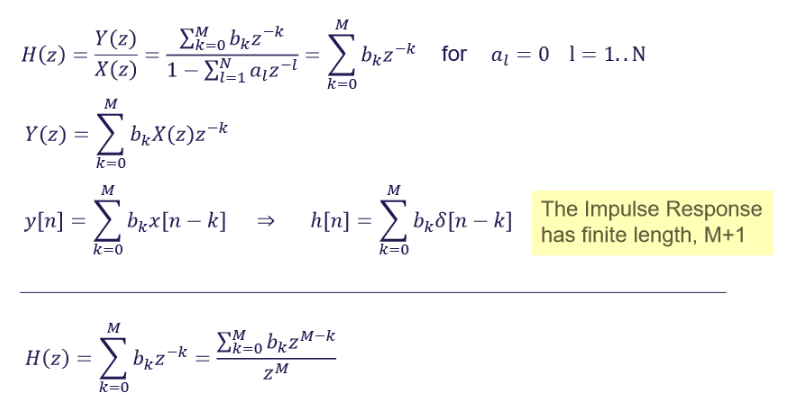 H(z) = Y(z)/X(z) = ∑_{k=0}^{M} b_k z^{-k} / (1 − ∑_{l=1}^{N} a_l z^{-l}) = ∑_{k=0}^{M} b_k z^{-k} for a_l = 0 l = 1..N
Y(z) = ∑_{k=0}^{M} b_k X(z) z^{-k}
y[n] = ∑_{k=0}^{M} b_k x[n − k] ⇒ h[n] = ∑_{k=0}^{M} b_k δ[n − k]
The Impulse Response
has finite length, M+1
H(z) = ∑_{k=0}^{M} b_k z^{-k} = ∑_{k=0}^{M} b_k z^{M-k} / z^M